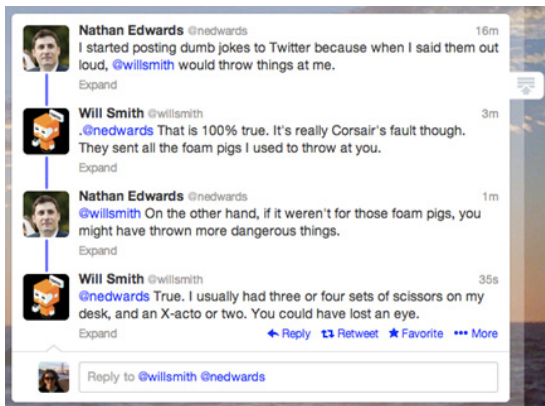 Nathan Edwards @nedwards 16m
I started posting dumb jokes to Twitter because when I said them out
loud, @willsmith would throw things at me.
Expand
Will Smith @willsmith 3m
.@nedwards That is 100% true. It's really Corsair's fault though.
They sent all the foam pigs I used to throw at you.
Expand
Nathan Edwards @nedwards 1m
@willsmith On the other hand, if it weren't for those foam pigs, you
might have thrown more dangerous things.
Expand
Will Smith @willsmith 35s
@nedwards True. I usually had three or four sets of scissors on my
desk, and an X-acto or two. You could have lost an eye.
Expand Reply Retweet Favorite More
Reply to @willsmith @nedwards